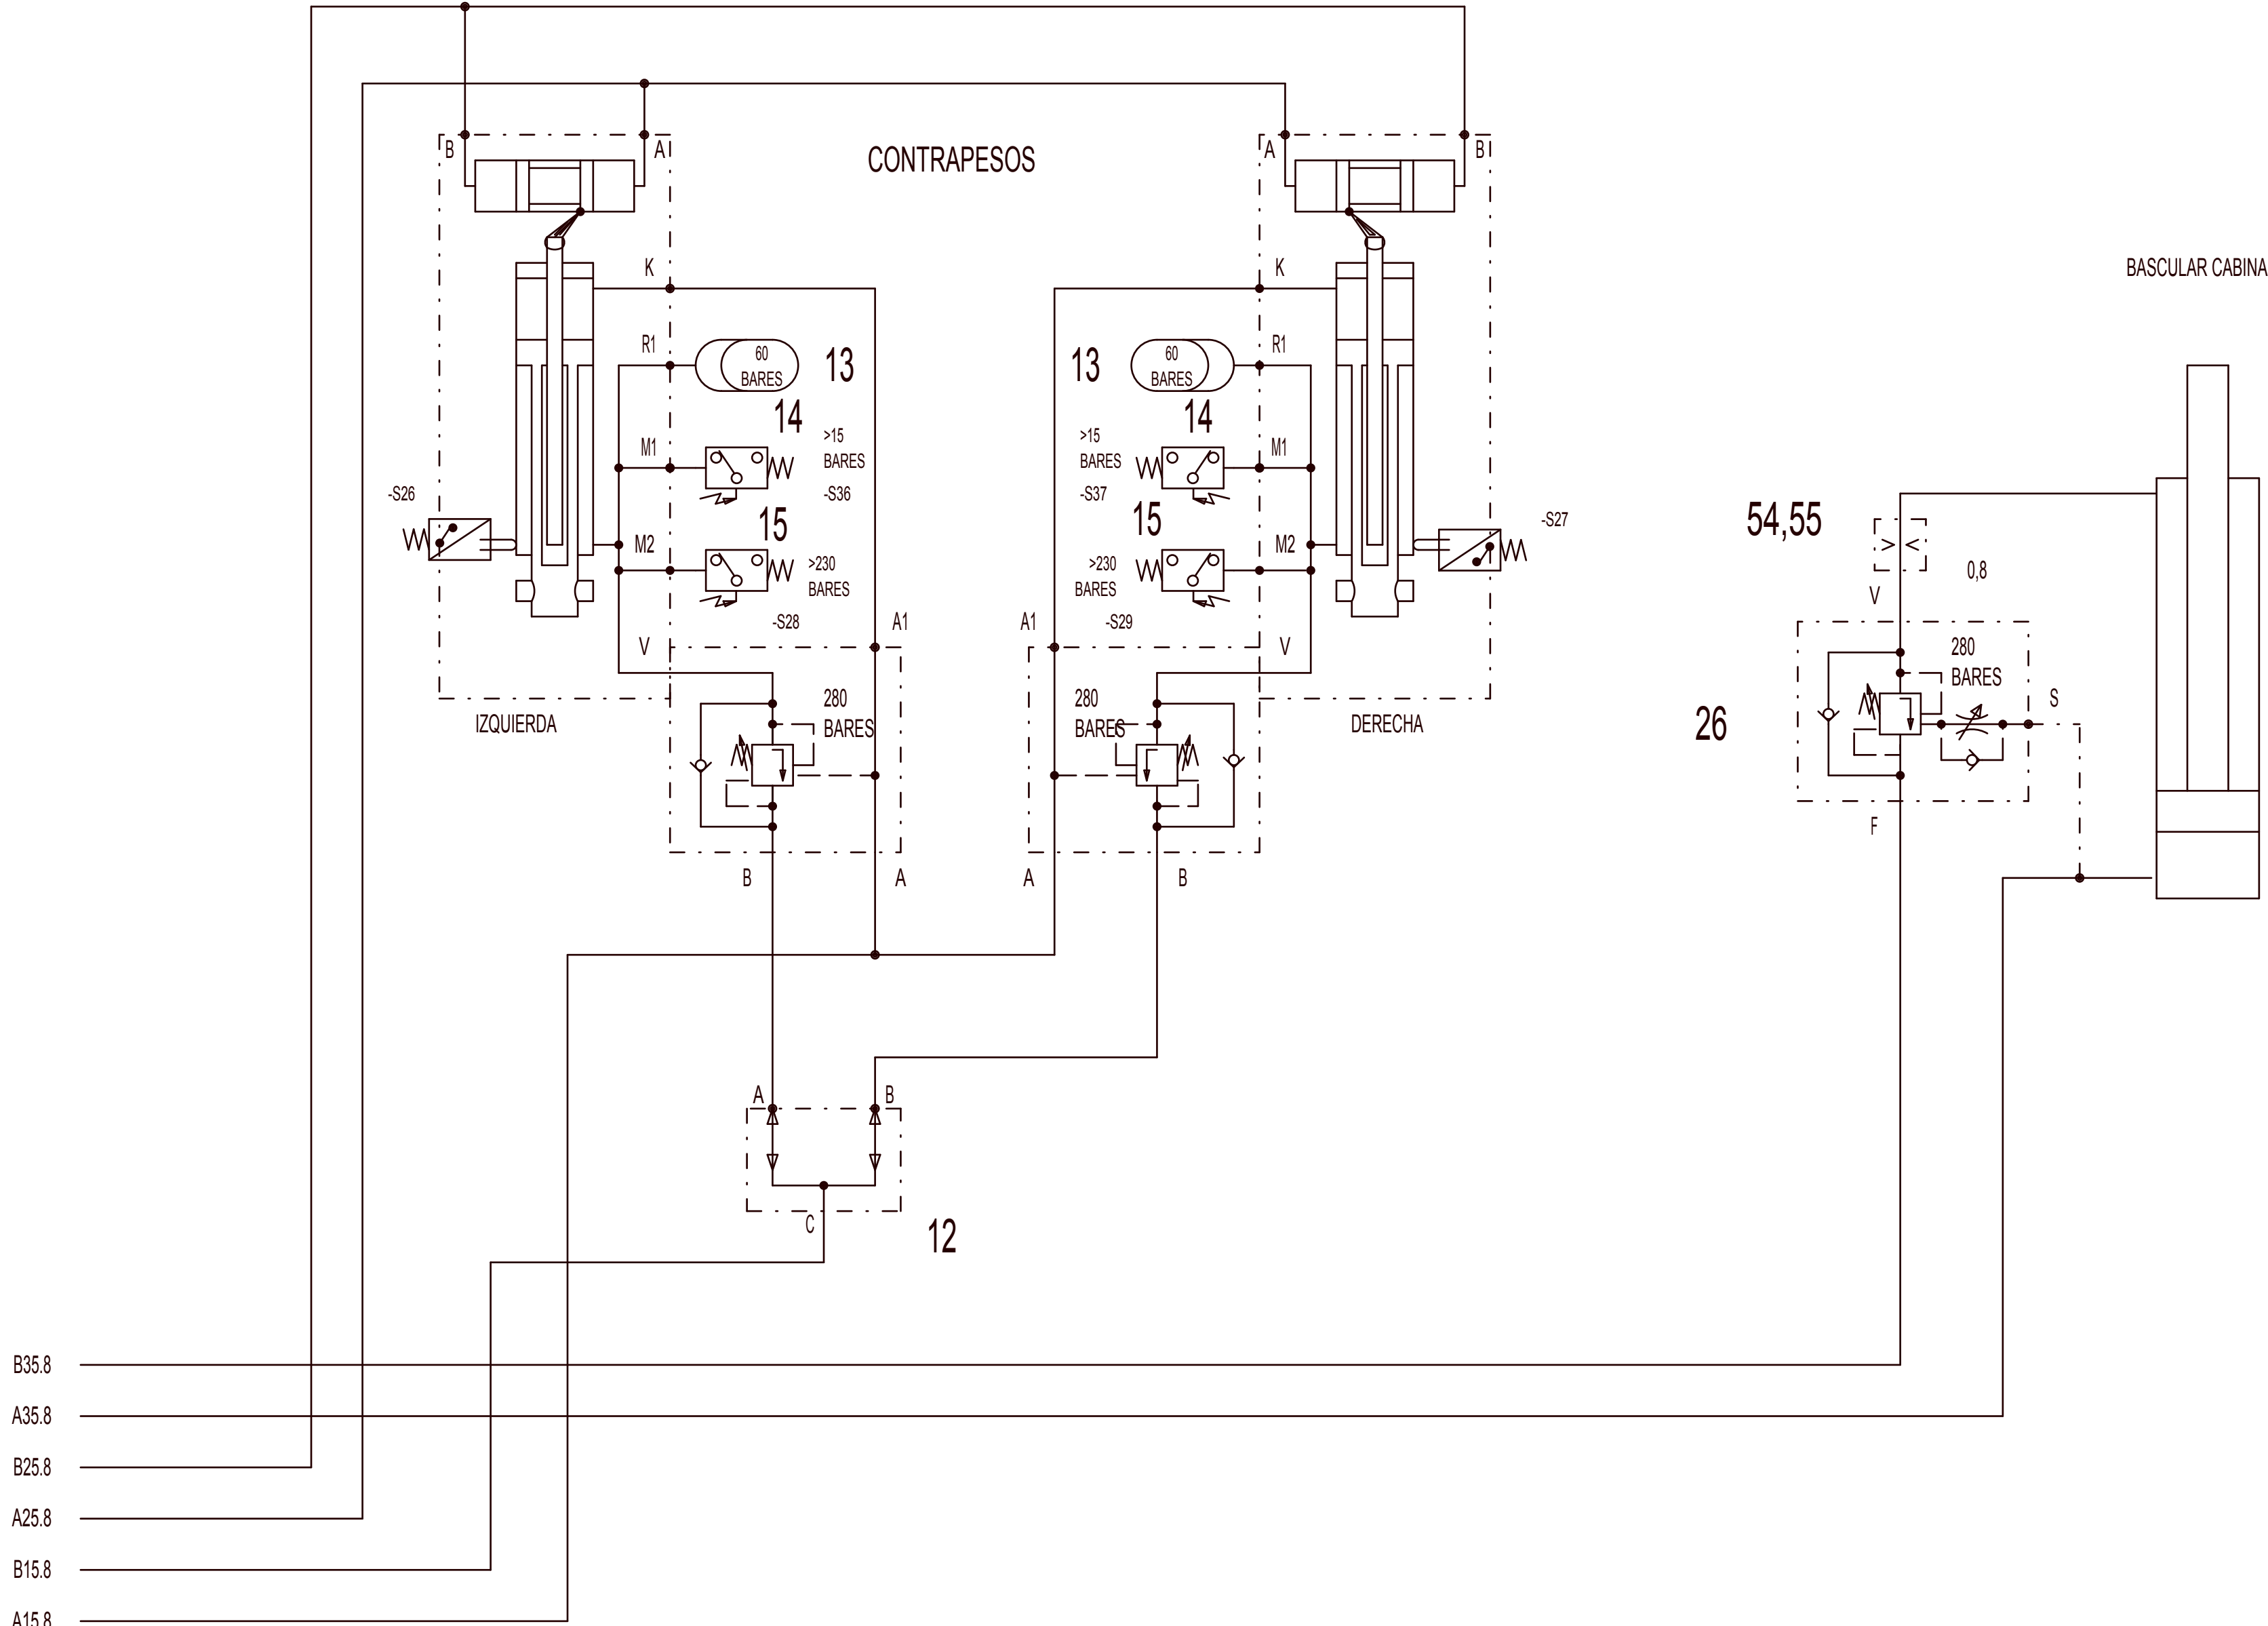 B
A
CONTRAPESOS
A
B
K
K
BASCULAR CABINA
R1
60
BARES
13
13
60
BARES
R1
14
14
M1
>15
BARES
-S36
>15
BARES
-S37
M1
-S26
15
15
-S27
54,55
M2
>230
BARES
-S28
>230
BARES
-S29
M2
0,8
V
A1
A1
V
V
280
BARES
S
280
BARES
280
BARES
IZQUIERDA
DERECHA
26
F
B
A
A
B
A
B
C
12
B35.8
A35.8
B25.8
A25.8
B15.8
A15.8